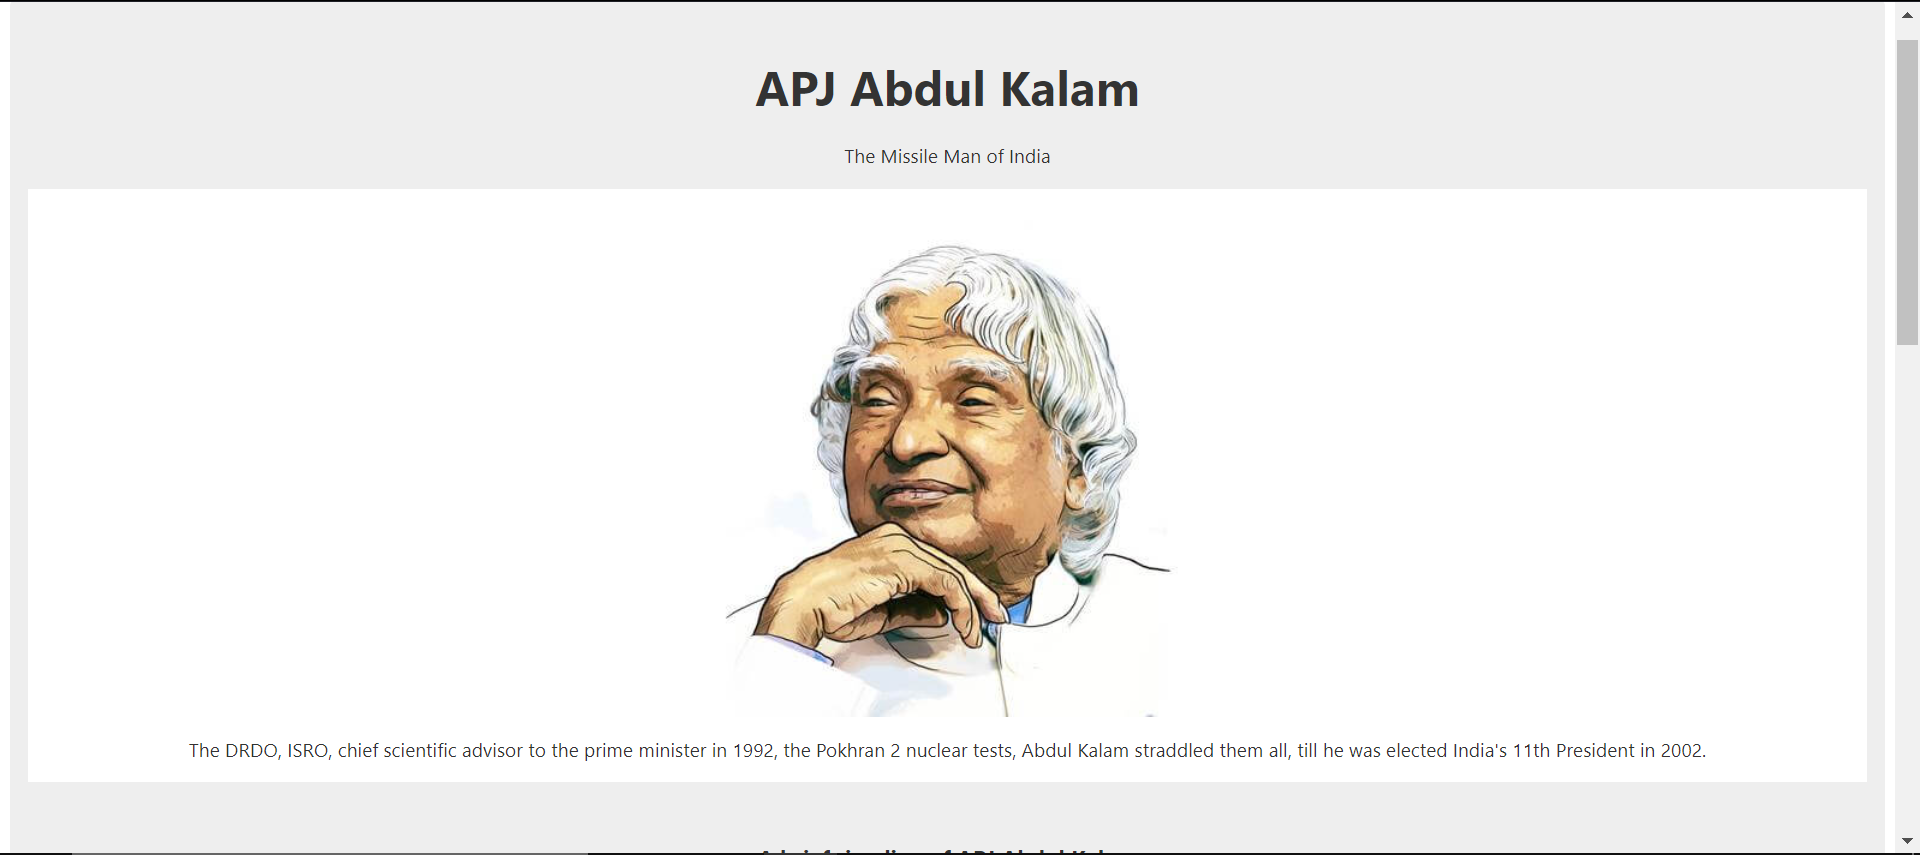 APJ Abdul Kalam
The Missile Man of India
The DRDO, ISRO, chief scientific advisor to the prime minister in 1992, the Pokhran 2 nuclear tests, Abdul Kalam straddled them all, till he was elected India's 11th President in 2002.